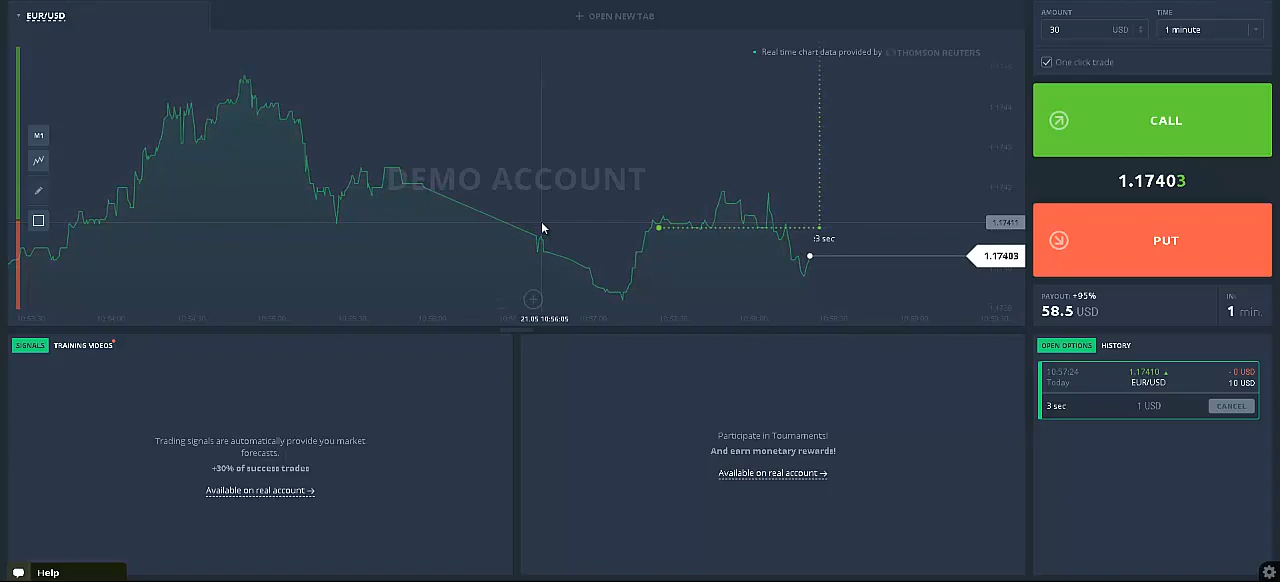 EUR/USD
+ OPEN NEW TAB
AMOUNT
TIME
30
USD
1 minute
One click trade
Real time chart data provided by THOMSON REUTERS
M1
CALL
DEMO ACCOUNT
1.17403
1.17411
:3 sec
1.17403
PUT
PAYOUT: +95%
IN:
58.5 USD
1 min.
21.05 10:56:05
SIGNALS
TRAINING VIDEOS
OPEN OPTIONS
HISTORY
10:57:24
1.17410
- 0 USD
Today
EUR/USD
10 USD
3 sec
1 USD
CANCEL
Trading signals are automatically provide you market
forecasts.
+30% of success trades
Available on real account →
Participate in Tournaments!
And earn monetary rewards!
Available on real account →
Help